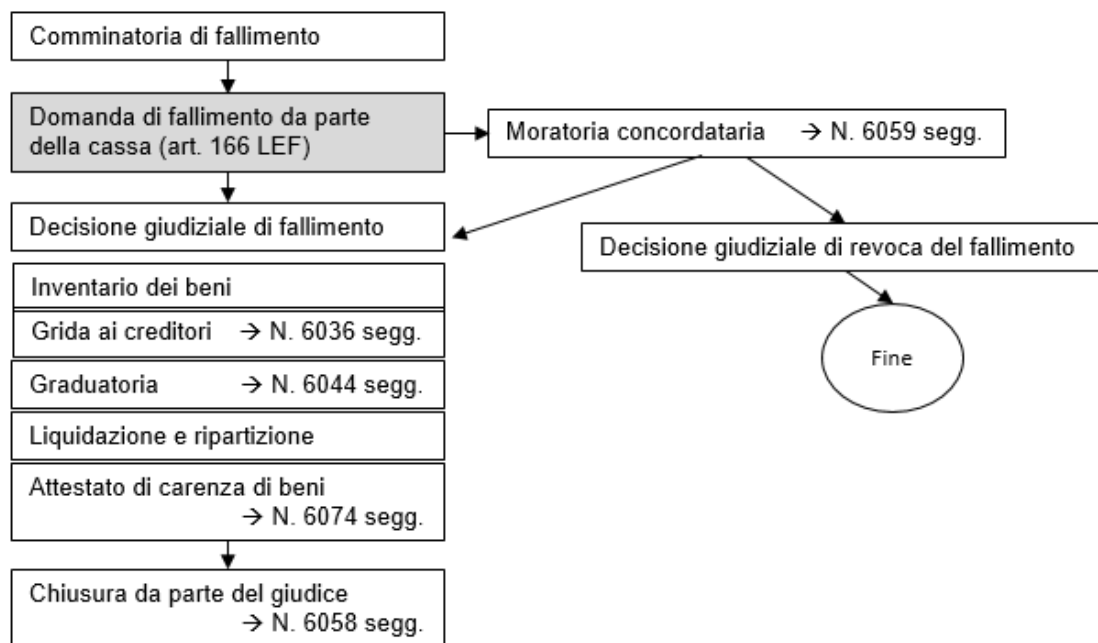 Comminatoria di fallimento
Domanda di fallimento da parte
della cassa (art. 166 LEF)
Moratoria concordataria → N. 6059 segg.
Decisione giudiziale di fallimento
Decisione giudiziale di revoca del fallimento
Inventario dei beni
Grida ai creditori → N. 6036 segg.
Fine
Graduatoria → N. 6044 segg.
Liquidazione e ripartizione
Attestato di carenza di beni
→ N. 6074 segg.
Chiusura da parte del giudice
→ N. 6058 segg.